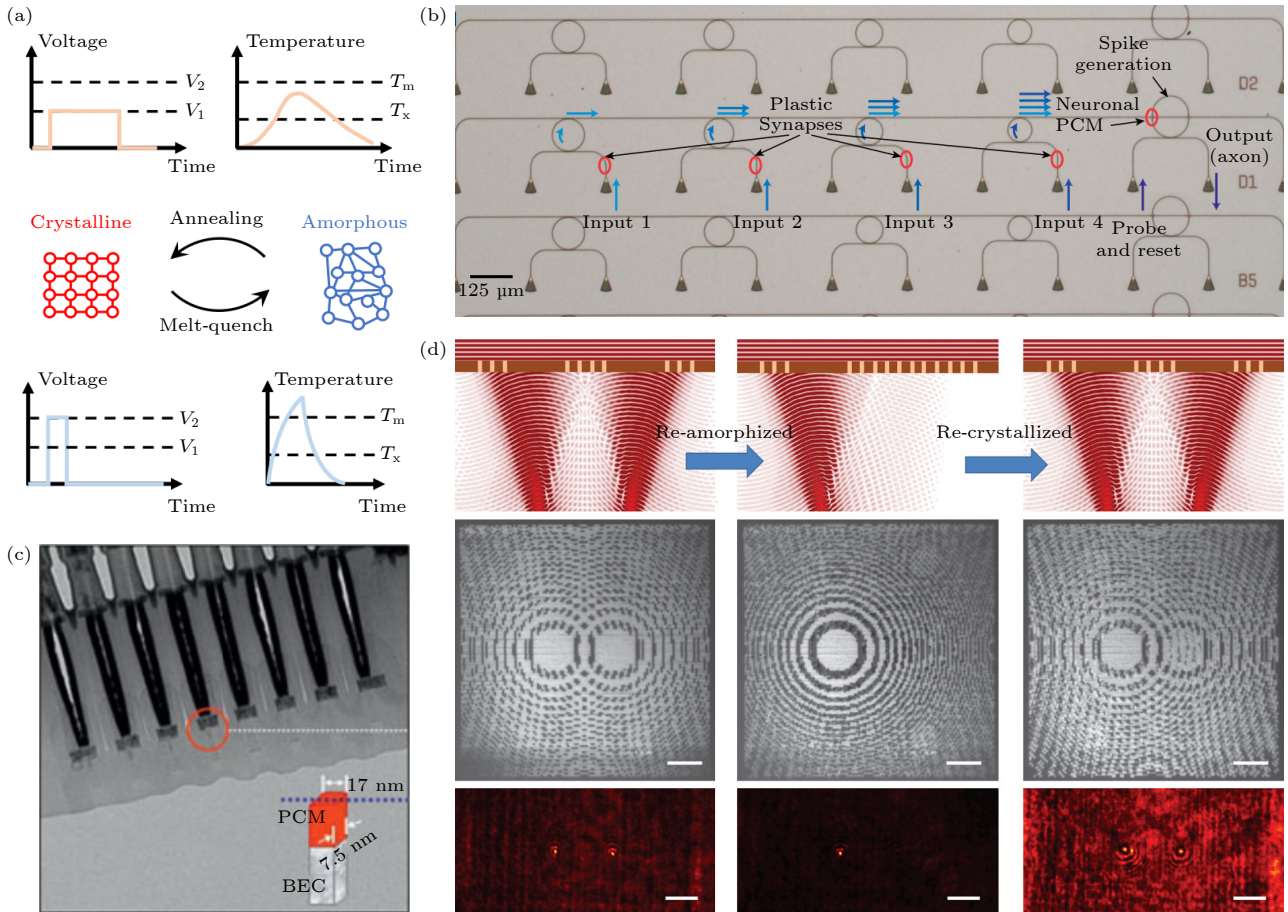 (a)
Voltage
V2
V1
Time
Temperature
Tm
Tx
Time
Crystalline
Annealing
Amorphous
Melt-quench
Voltage
V2
V1
Time
Temperature
Tm
Tx
Time
(b)
Spike
generation
D2
Plastic
Synapses
Neuronal
PCM
Output
(axon)
D1
Input 1
Input 2
Input 3
Input 4
Probe
and reset
125 µm
B5
(c)
17 nm
PCM
7.5 nm
BEC
(d)
Re-amorphized
Re-crystallized